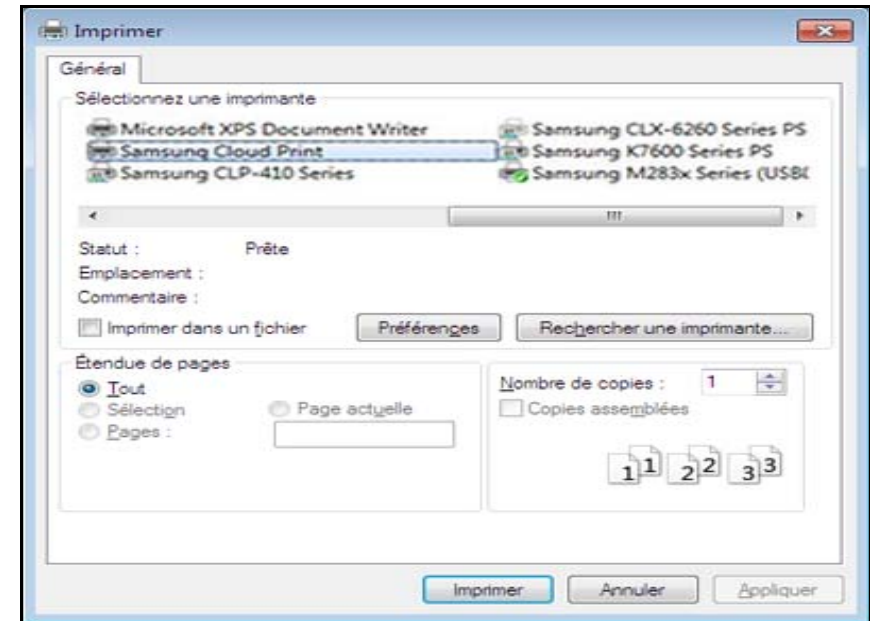 Imprimer
Général
Sélectionnez une imprimante
Microsoft XPS Document Writer
Samsung Cloud Print
Samsung CLP-410 Series
Samsung CLX-6260 Series PS
Samsung K7600 Series PS
Samsung M283x Series (USB
Statut : Prête
Emplacement :
Commentaire :
Imprimer dans un fichier
Préférences
Rechercher une imprimante...
Étendue de pages
Tout
Sélection
Page actuelle
Pages :
Nombre de copies : 1
Copies assemblées
1 1 2 2 3 3
Imprimer
Annuler
Appliquer